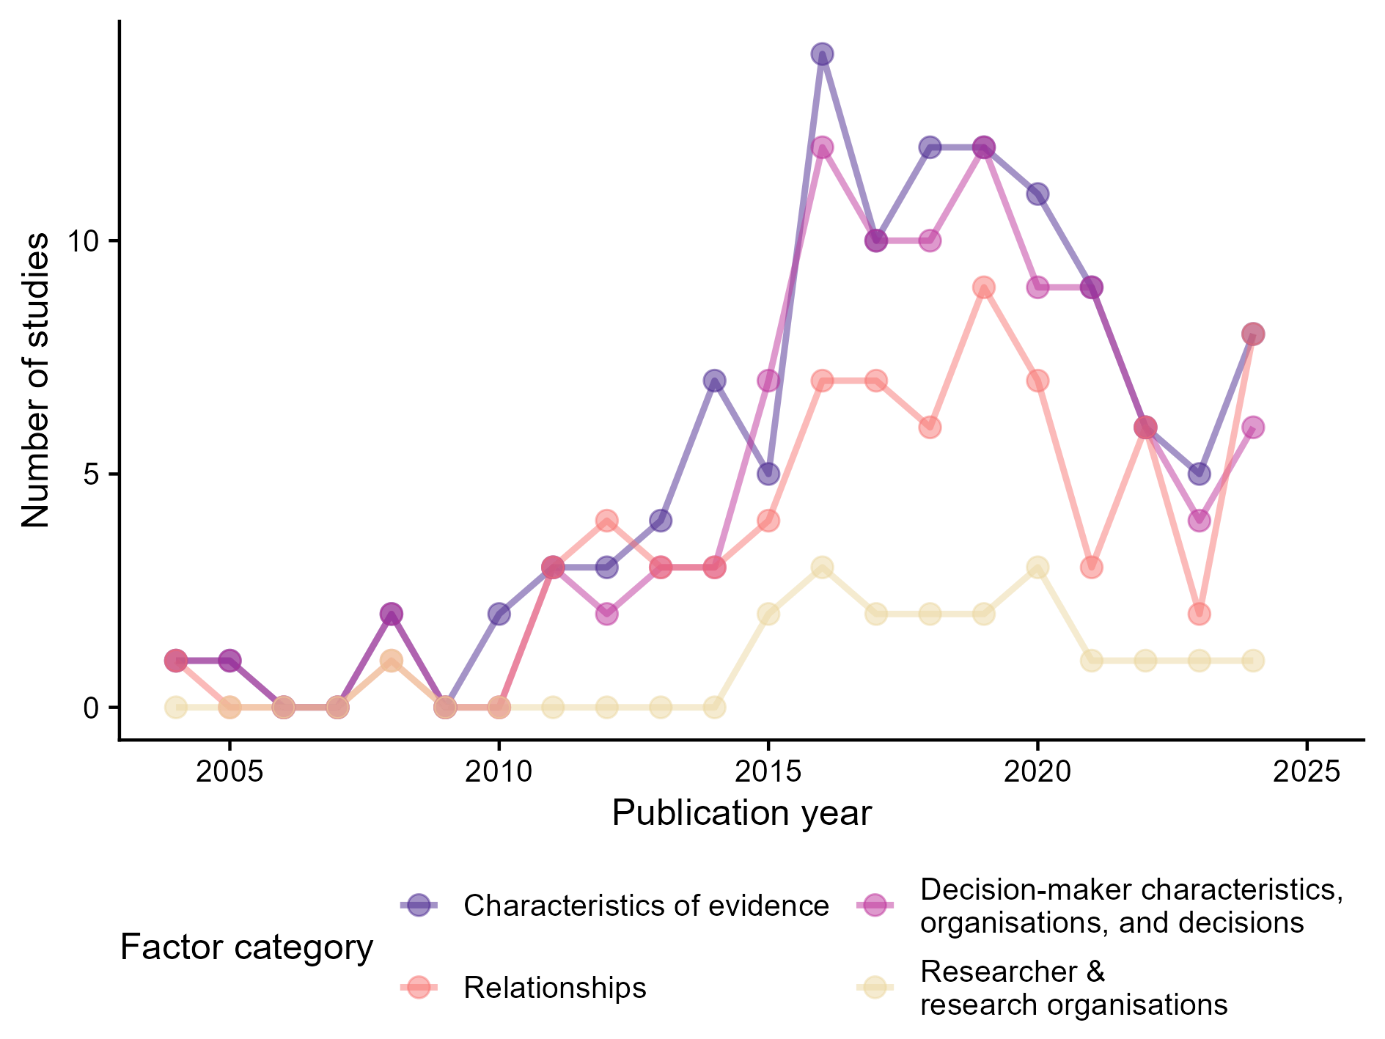 Number of studies
10
5
0
2005
2010
2015
2020
2025
Publication year
Factor category
Characteristics of evidence
Relationships
Decision-maker characteristics,
organisations, and decisions
Researcher &
research organisations